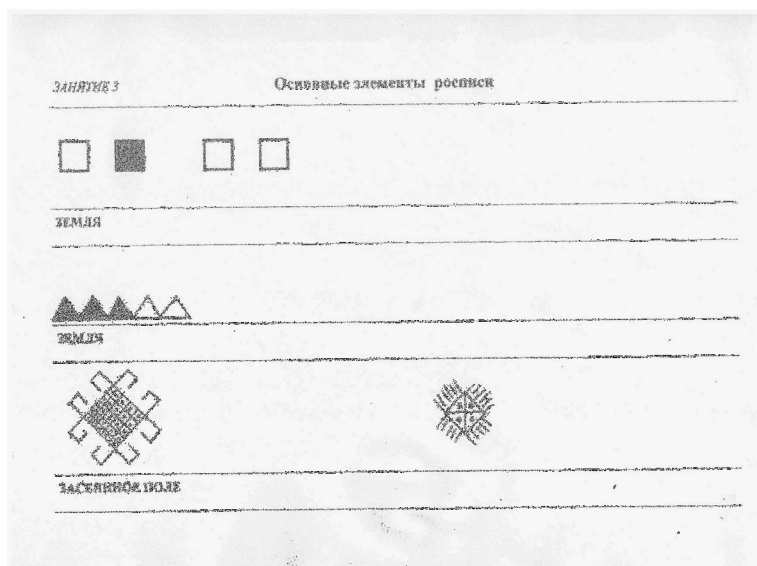 ЗАНЯТИЕ 3
Основные элементы росписи
ЗЕМЛЯ
ЗЕМЛЯ
ЗАСЕЯННОЕ ПОЛЕ